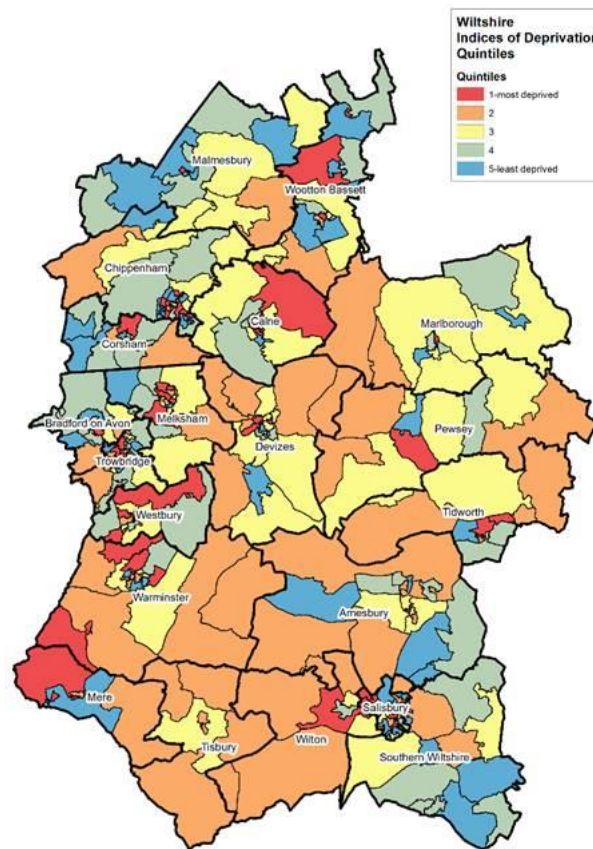 Wiltshire
Indices of Deprivation
Quintiles
Quintiles
1-most deprived
2
3
4
5-least deprived
Malmesbury
Wootton Bassett
Chippenham
Calne
Marlborough
Corsham
Bradford on Avon
Melksham
Devizes
Pewsey
Trowbridge
Westbury
Tidworth
Warminster
Amesbury
Mere
Salisbury
Wilton
Tisbury
Southern Wiltshire